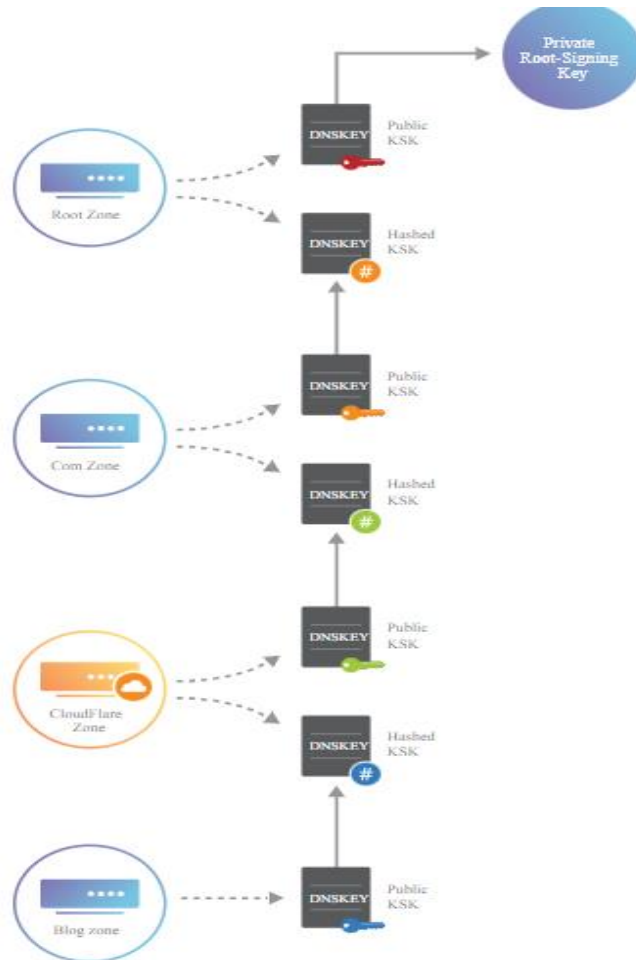 Private
Root-Signing
Key
DNSKEY
Public
KSK
Root Zone
DNSKEY
Hashed
KSK
#
DNSKEY
Public
KSK
Com Zone
DNSKEY
Hashed
KSK
#
DNSKEY
Public
KSK
CloudFlare
Zone
DNSKEY
Hashed
KSK
#
DNSKEY
Public
KSK
Blog zone